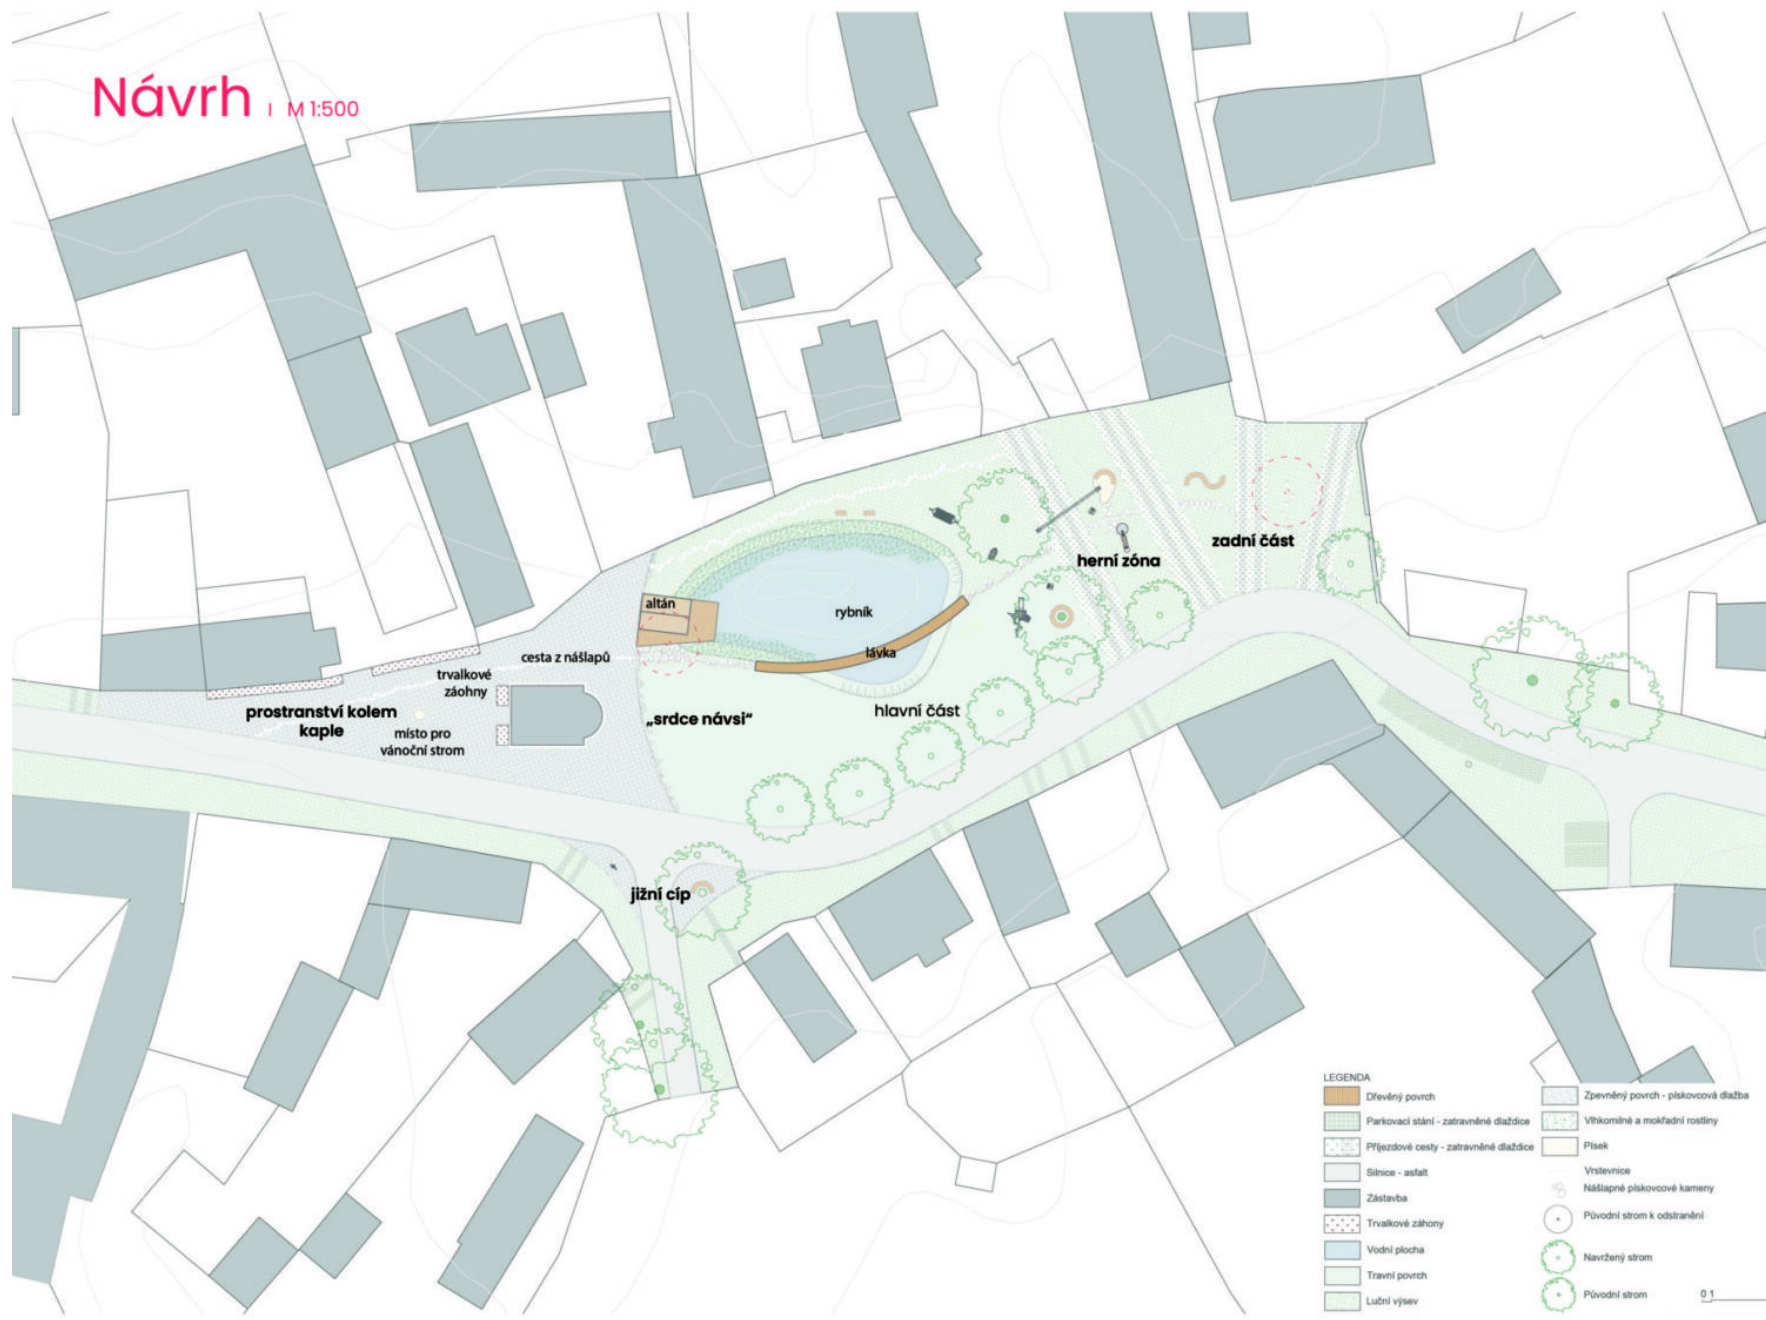 Návrh | M 1:500
altán
rybník
lávka
cesta z nášlapů
trvalkové
záohny
prostranství kolem
kaple
místo pro
vánoční strom
„srdce návsi“
hlavní část
herní zóna
zadní část
jižní cíp
LEGENDA
Dřevěný povrch
Parkovací stání - zatravněné dlaždice
Příjezdové cesty - zatravněné dlaždice
Silnice - asfalt
Zástavba
Trvalkové záhony
Vodní plocha
Travní povrch
Luční výsev
Zpevněný povrch - pískovcová dlažba
Vlhkomilné a mokřadní rostliny
Písek
Vrstevnice
Nášlapné pískovcové kameny
Původní strom k odstranění
Navržený strom
Původní strom
0 1